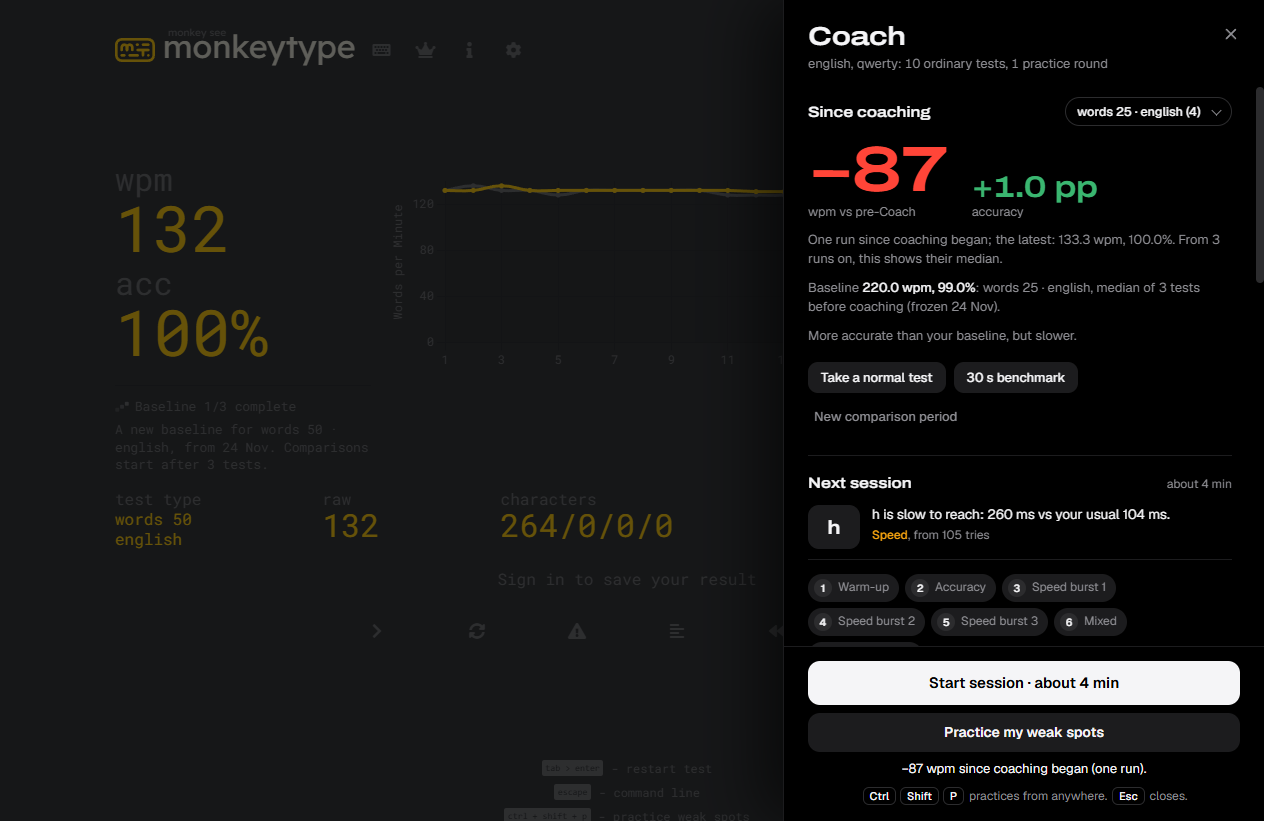 monkey see
monkeytype
wpm
132
acc
100%
Words per Minute
120
80
40
0
1
3
5
7
9
11
Baseline 1/3 complete
A new baseline for words 50 ·
english, from 24 Nov. Comparisons
start after 3 tests.
test type
words 50
english
raw
132
characters
264/0/0/0
Sign in to save your result
tab > enter – restart test
escape – command line
ctrl + shift + p – practice weak spots
Coach
english, qwerty: 10 ordinary tests, 1 practice round
Since coaching
words 25 · english (4)
−87
wpm vs pre-Coach
+1.0 pp
accuracy
One run since coaching began; the latest: 133.3 wpm, 100.0%. From 3
runs on, this shows their median.
Baseline 220.0 wpm, 99.0%: words 25 · english, median of 3 tests
before coaching (frozen 24 Nov).
More accurate than your baseline, but slower.
Take a normal test
30 s benchmark
New comparison period
Next session
about 4 min
h
h is slow to reach: 260 ms vs your usual 104 ms.
Speed, from 105 tries
1 Warm-up
2 Accuracy
3 Speed burst 1
4 Speed burst 2
5 Speed burst 3
6 Mixed
Start session · about 4 min
Practice my weak spots
−87 wpm since coaching began (one run).
Ctrl Shift P practices from anywhere. Esc closes.